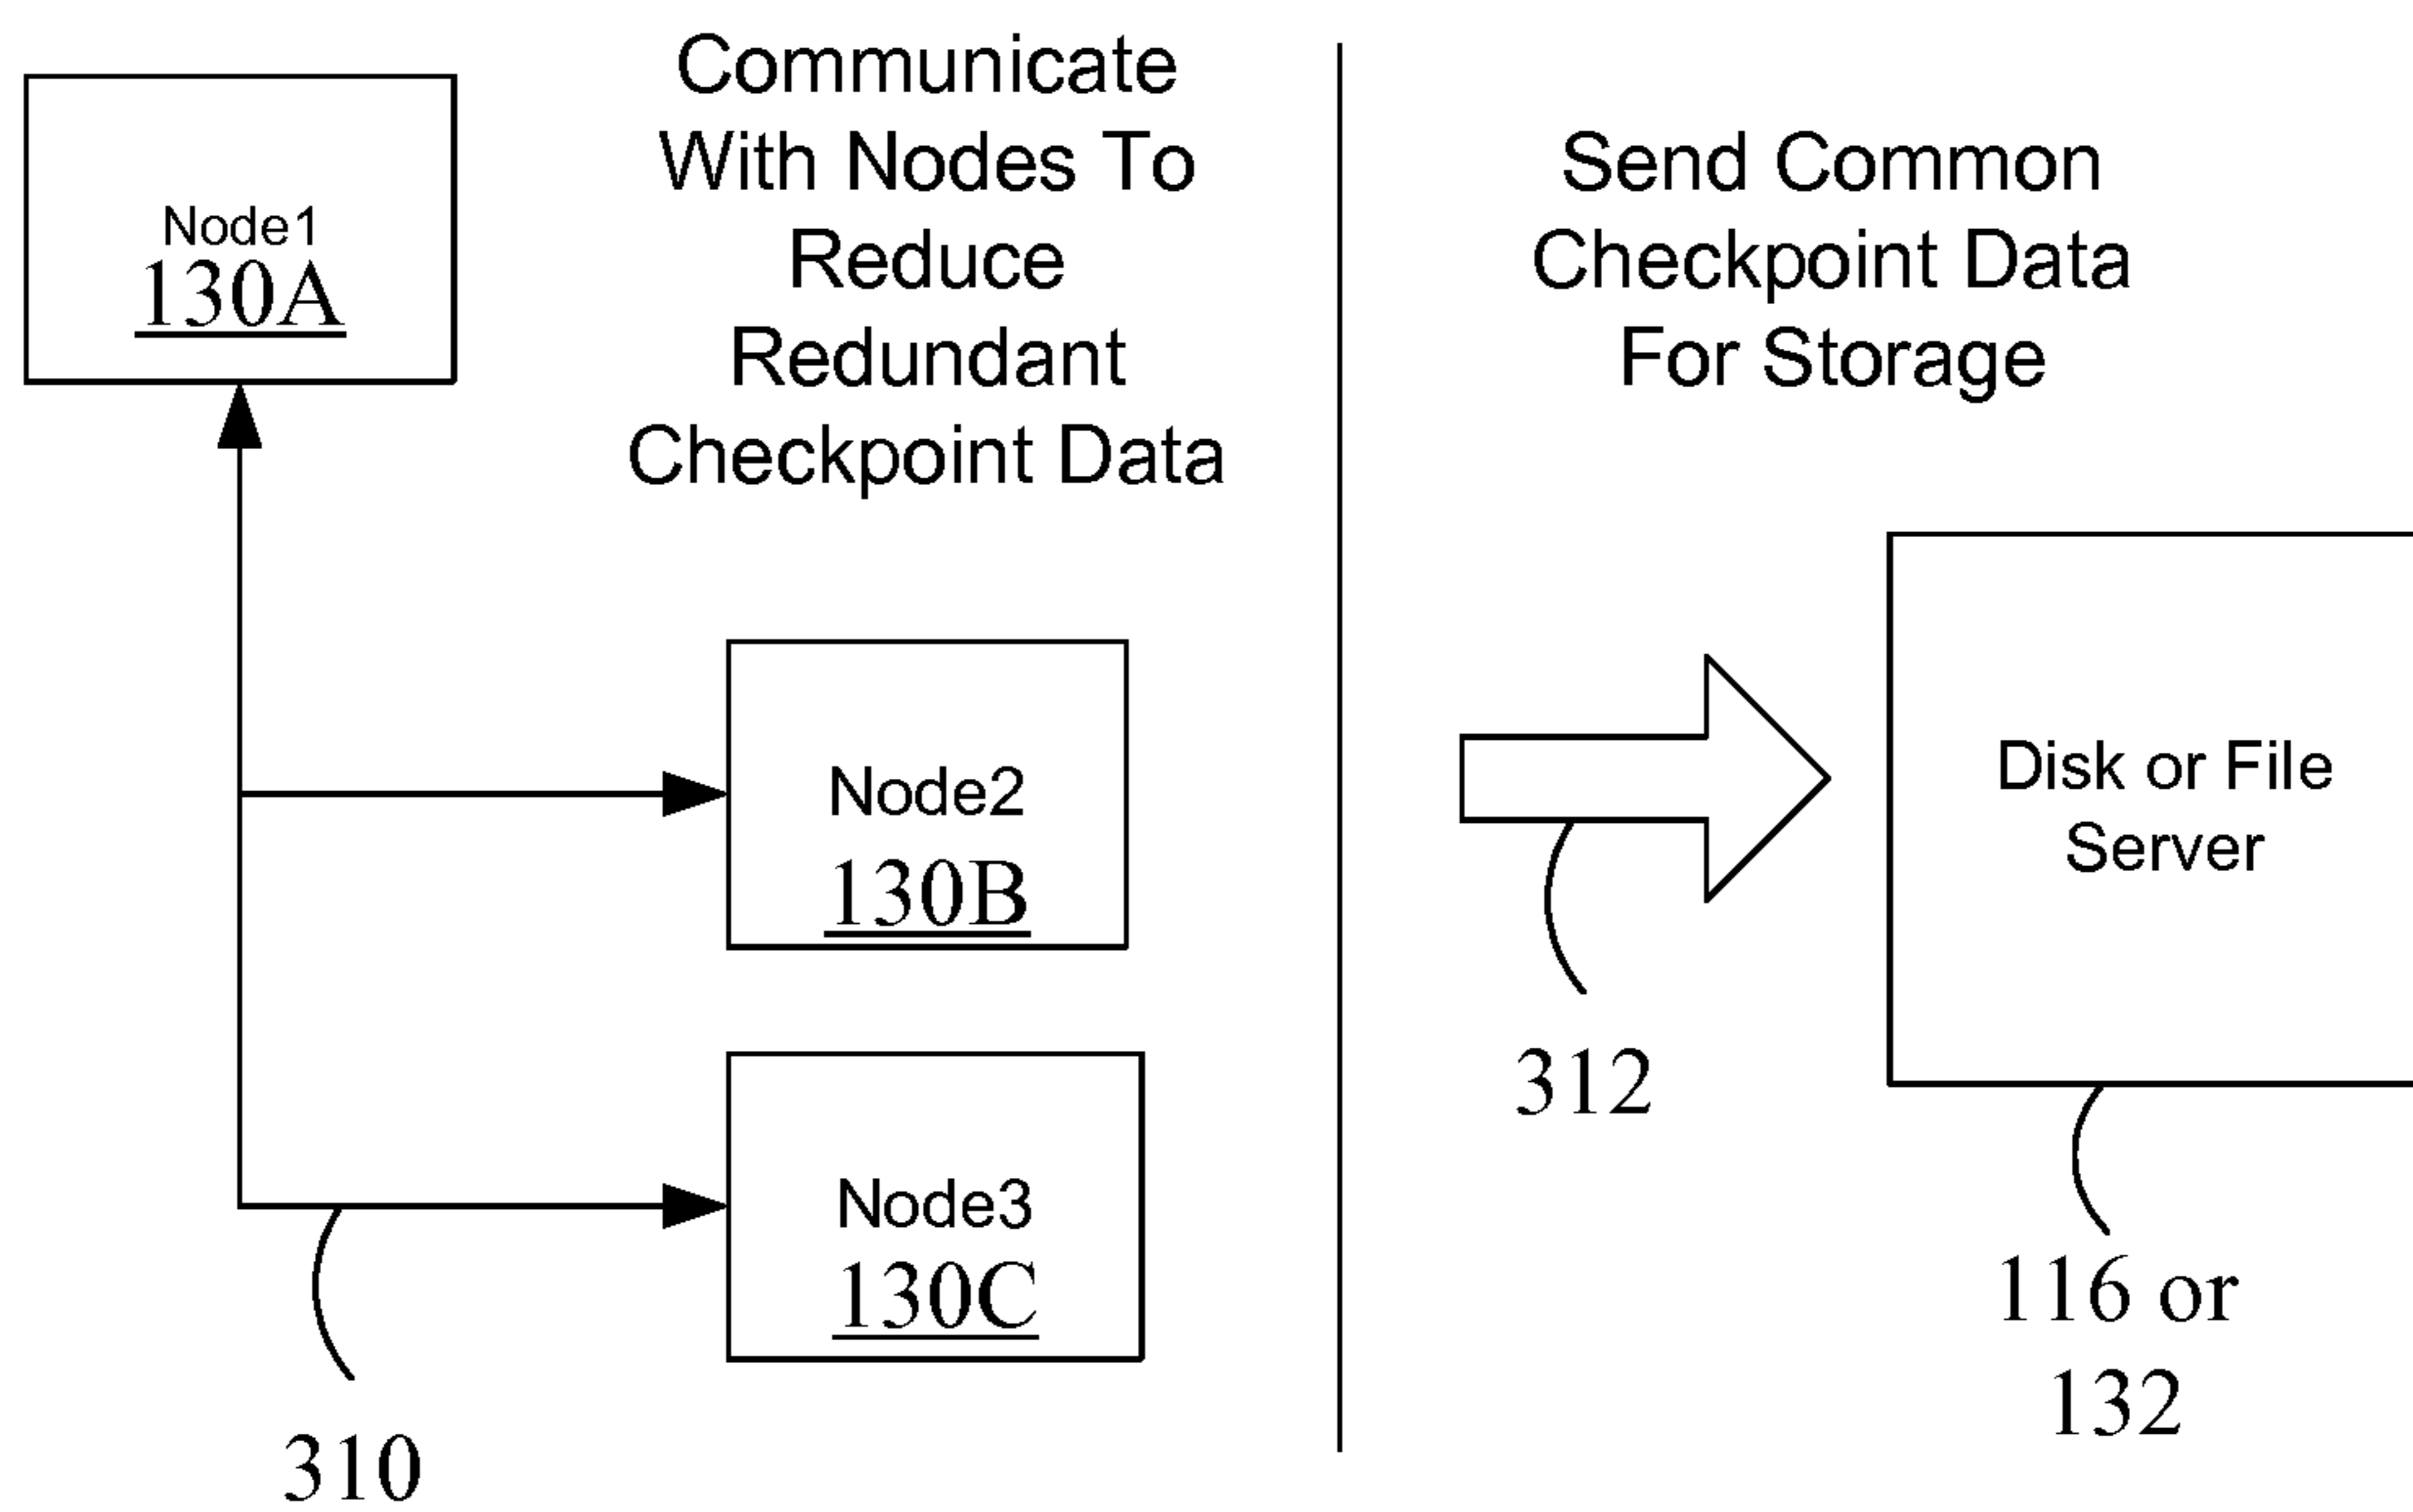 Node1
130A
Communicate
With Nodes To
Reduce
Redundant
Checkpoint Data
Node2
130B
Node3
130C
310
Send Common
Checkpoint Data
For Storage
312
Disk or File
Server
116 or
132